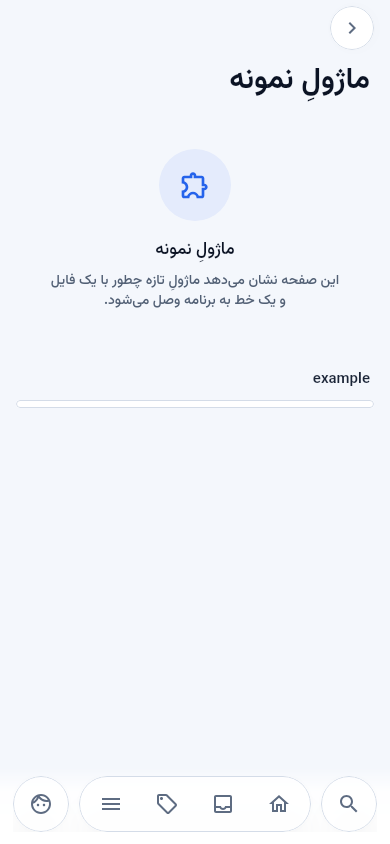 ماژولِ نمونه
ماژولِ نمونه
این صفحه نشان می‌دهد ماژولِ تازه چطور با یک فایل
و یک خط به برنامه وصل می‌شود.
example